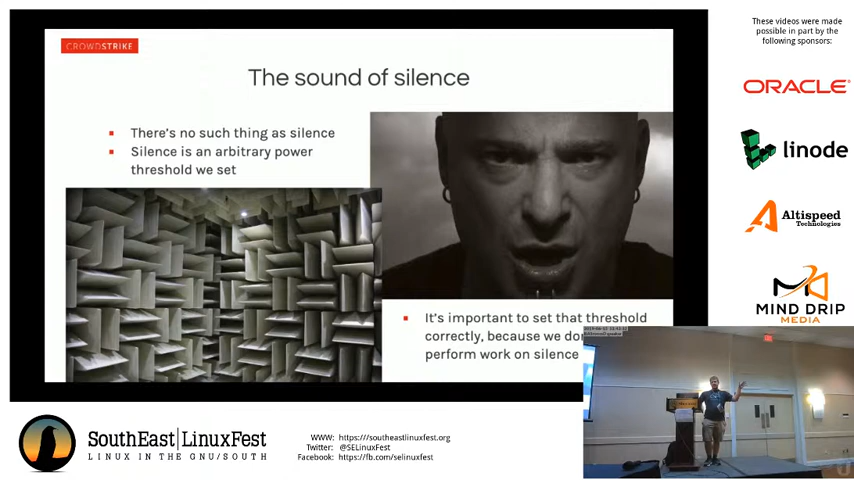 These videos were made
possible in part by the
following sponsors:
CROWDSTRIKE
The sound of silence
There's no such thing as silence
Silence is an arbitrary power
threshold we set
It's important to set that threshold
correctly, because we
perform work on silence
ORACLE
linode
Altispeed
Technologies
MIND DRIP
MEDIA
SouthEast|LinuxFest
LINUX IN THE GNU/SOUTH
WWW: https://southeastlinuxfest.org
Twitter: @SELinuxFest
Facebook: https://fb.com/selinuxfest